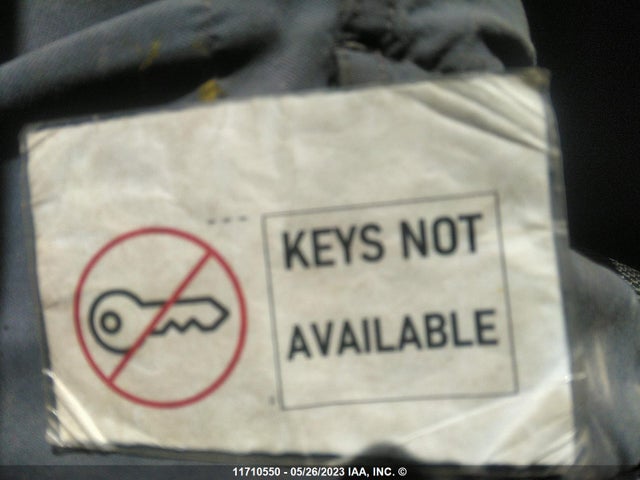 KEYS NOT
AVAILABLE
11710550 - 05/26/2023 IAA, INC. ©